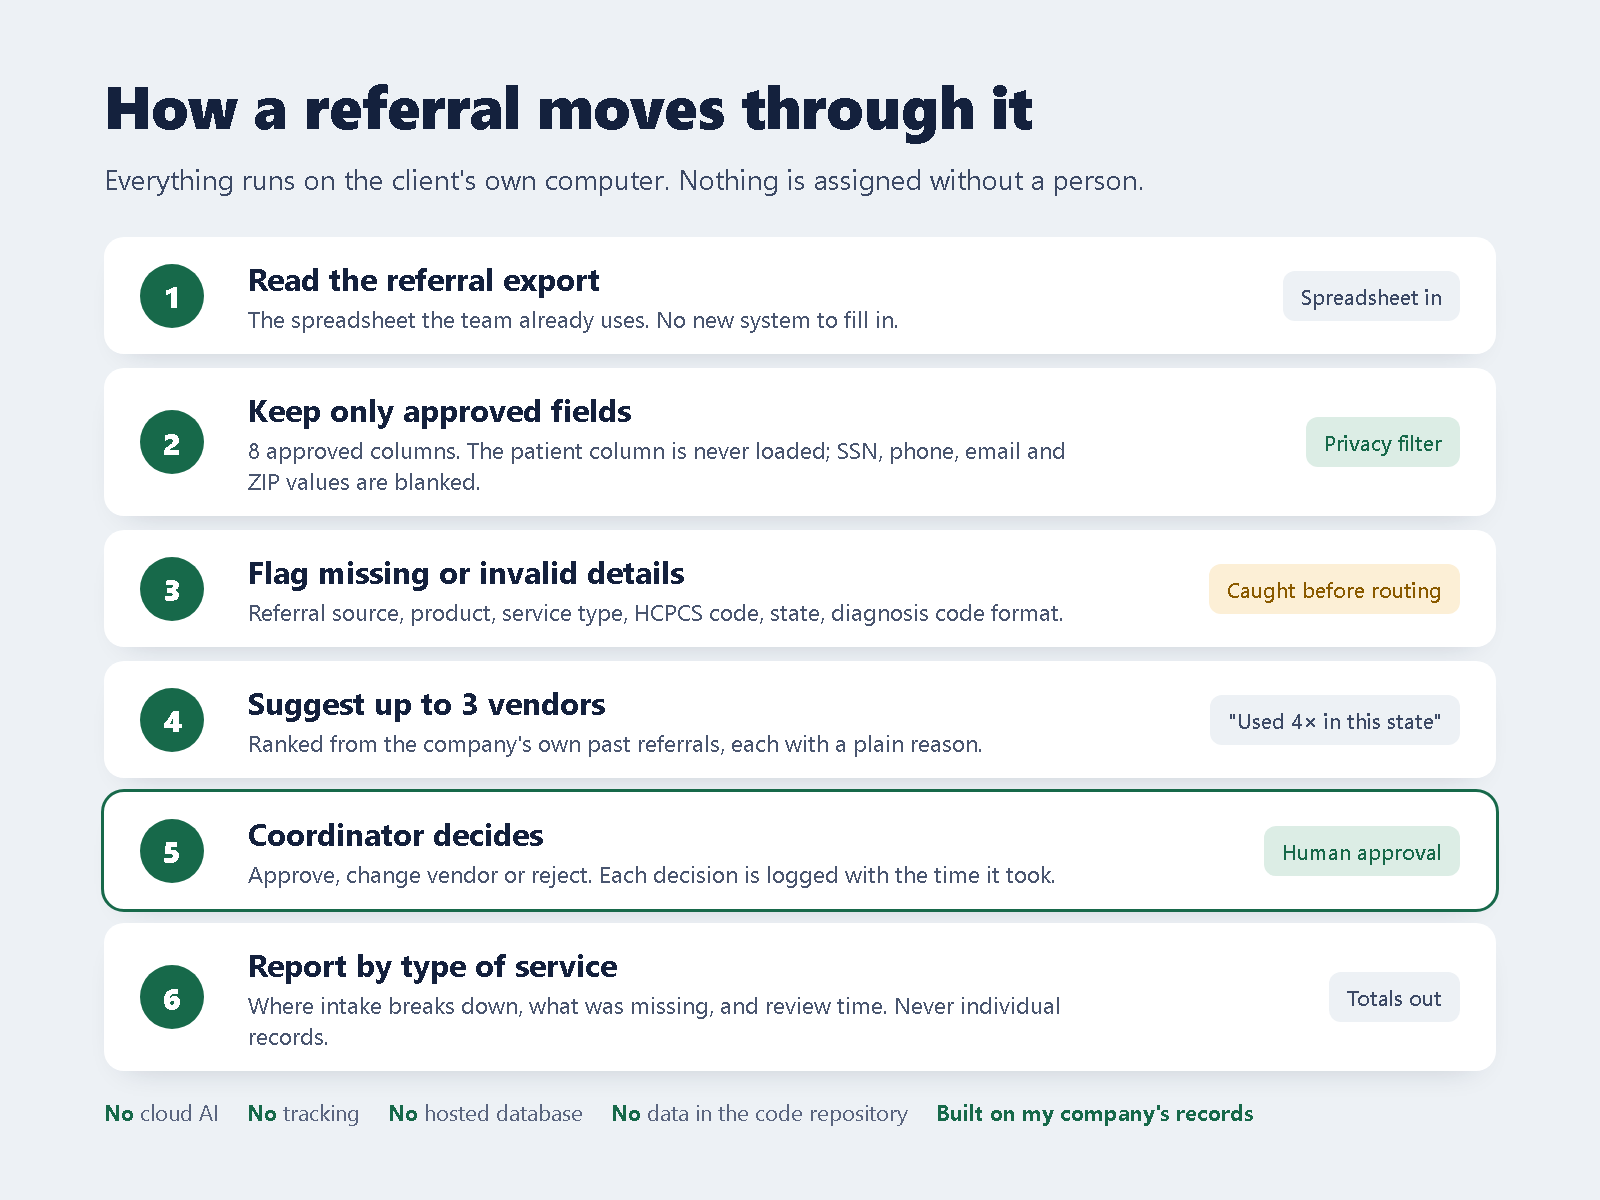 How a referral moves through it
Everything runs on the client's own computer. Nothing is assigned without a person.
1
Read the referral export
The spreadsheet the team already uses. No new system to fill in.
Spreadsheet in
2
Keep only approved fields
8 approved columns. The patient column is never loaded; SSN, phone, email and
ZIP values are blanked.
Privacy filter
3
Flag missing or invalid details
Referral source, product, service type, HCPCS code, state, diagnosis code format.
Caught before routing
4
Suggest up to 3 vendors
Ranked from the company's own past referrals, each with a plain reason.
"Used 4× in this state"
5
Coordinator decides
Approve, change vendor or reject. Each decision is logged with the time it took.
Human approval
6
Report by type of service
Where intake breaks down, what was missing, and review time. Never individual
records.
Totals out
No cloud AI No tracking No hosted database No data in the code repository Built on my company's records